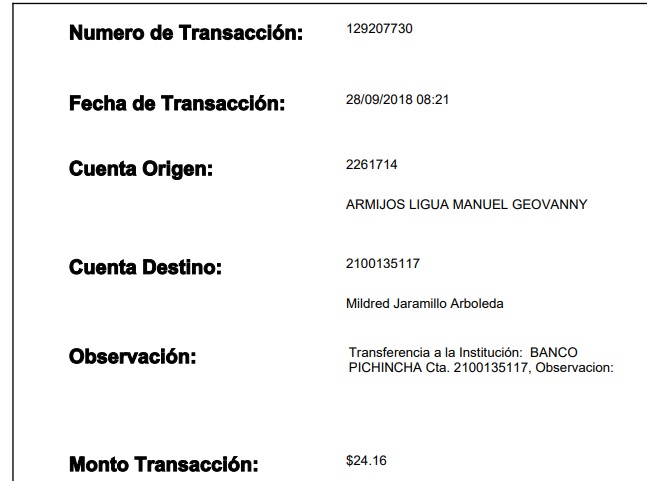 Numero de Transacción: 129207730
Fecha de Transacción: 28/09/2018 08:21
Cuenta Origen: 2261714
ARMIJOS LIGUA MANUEL GEOVANNY
Cuenta Destino: 2100135117
Mildred Jaramillo Arboleda
Observación: Transferencia a la Institución: BANCO
PICHINCHA Cta. 2100135117, Observacion:
Monto Transacción: $24.16